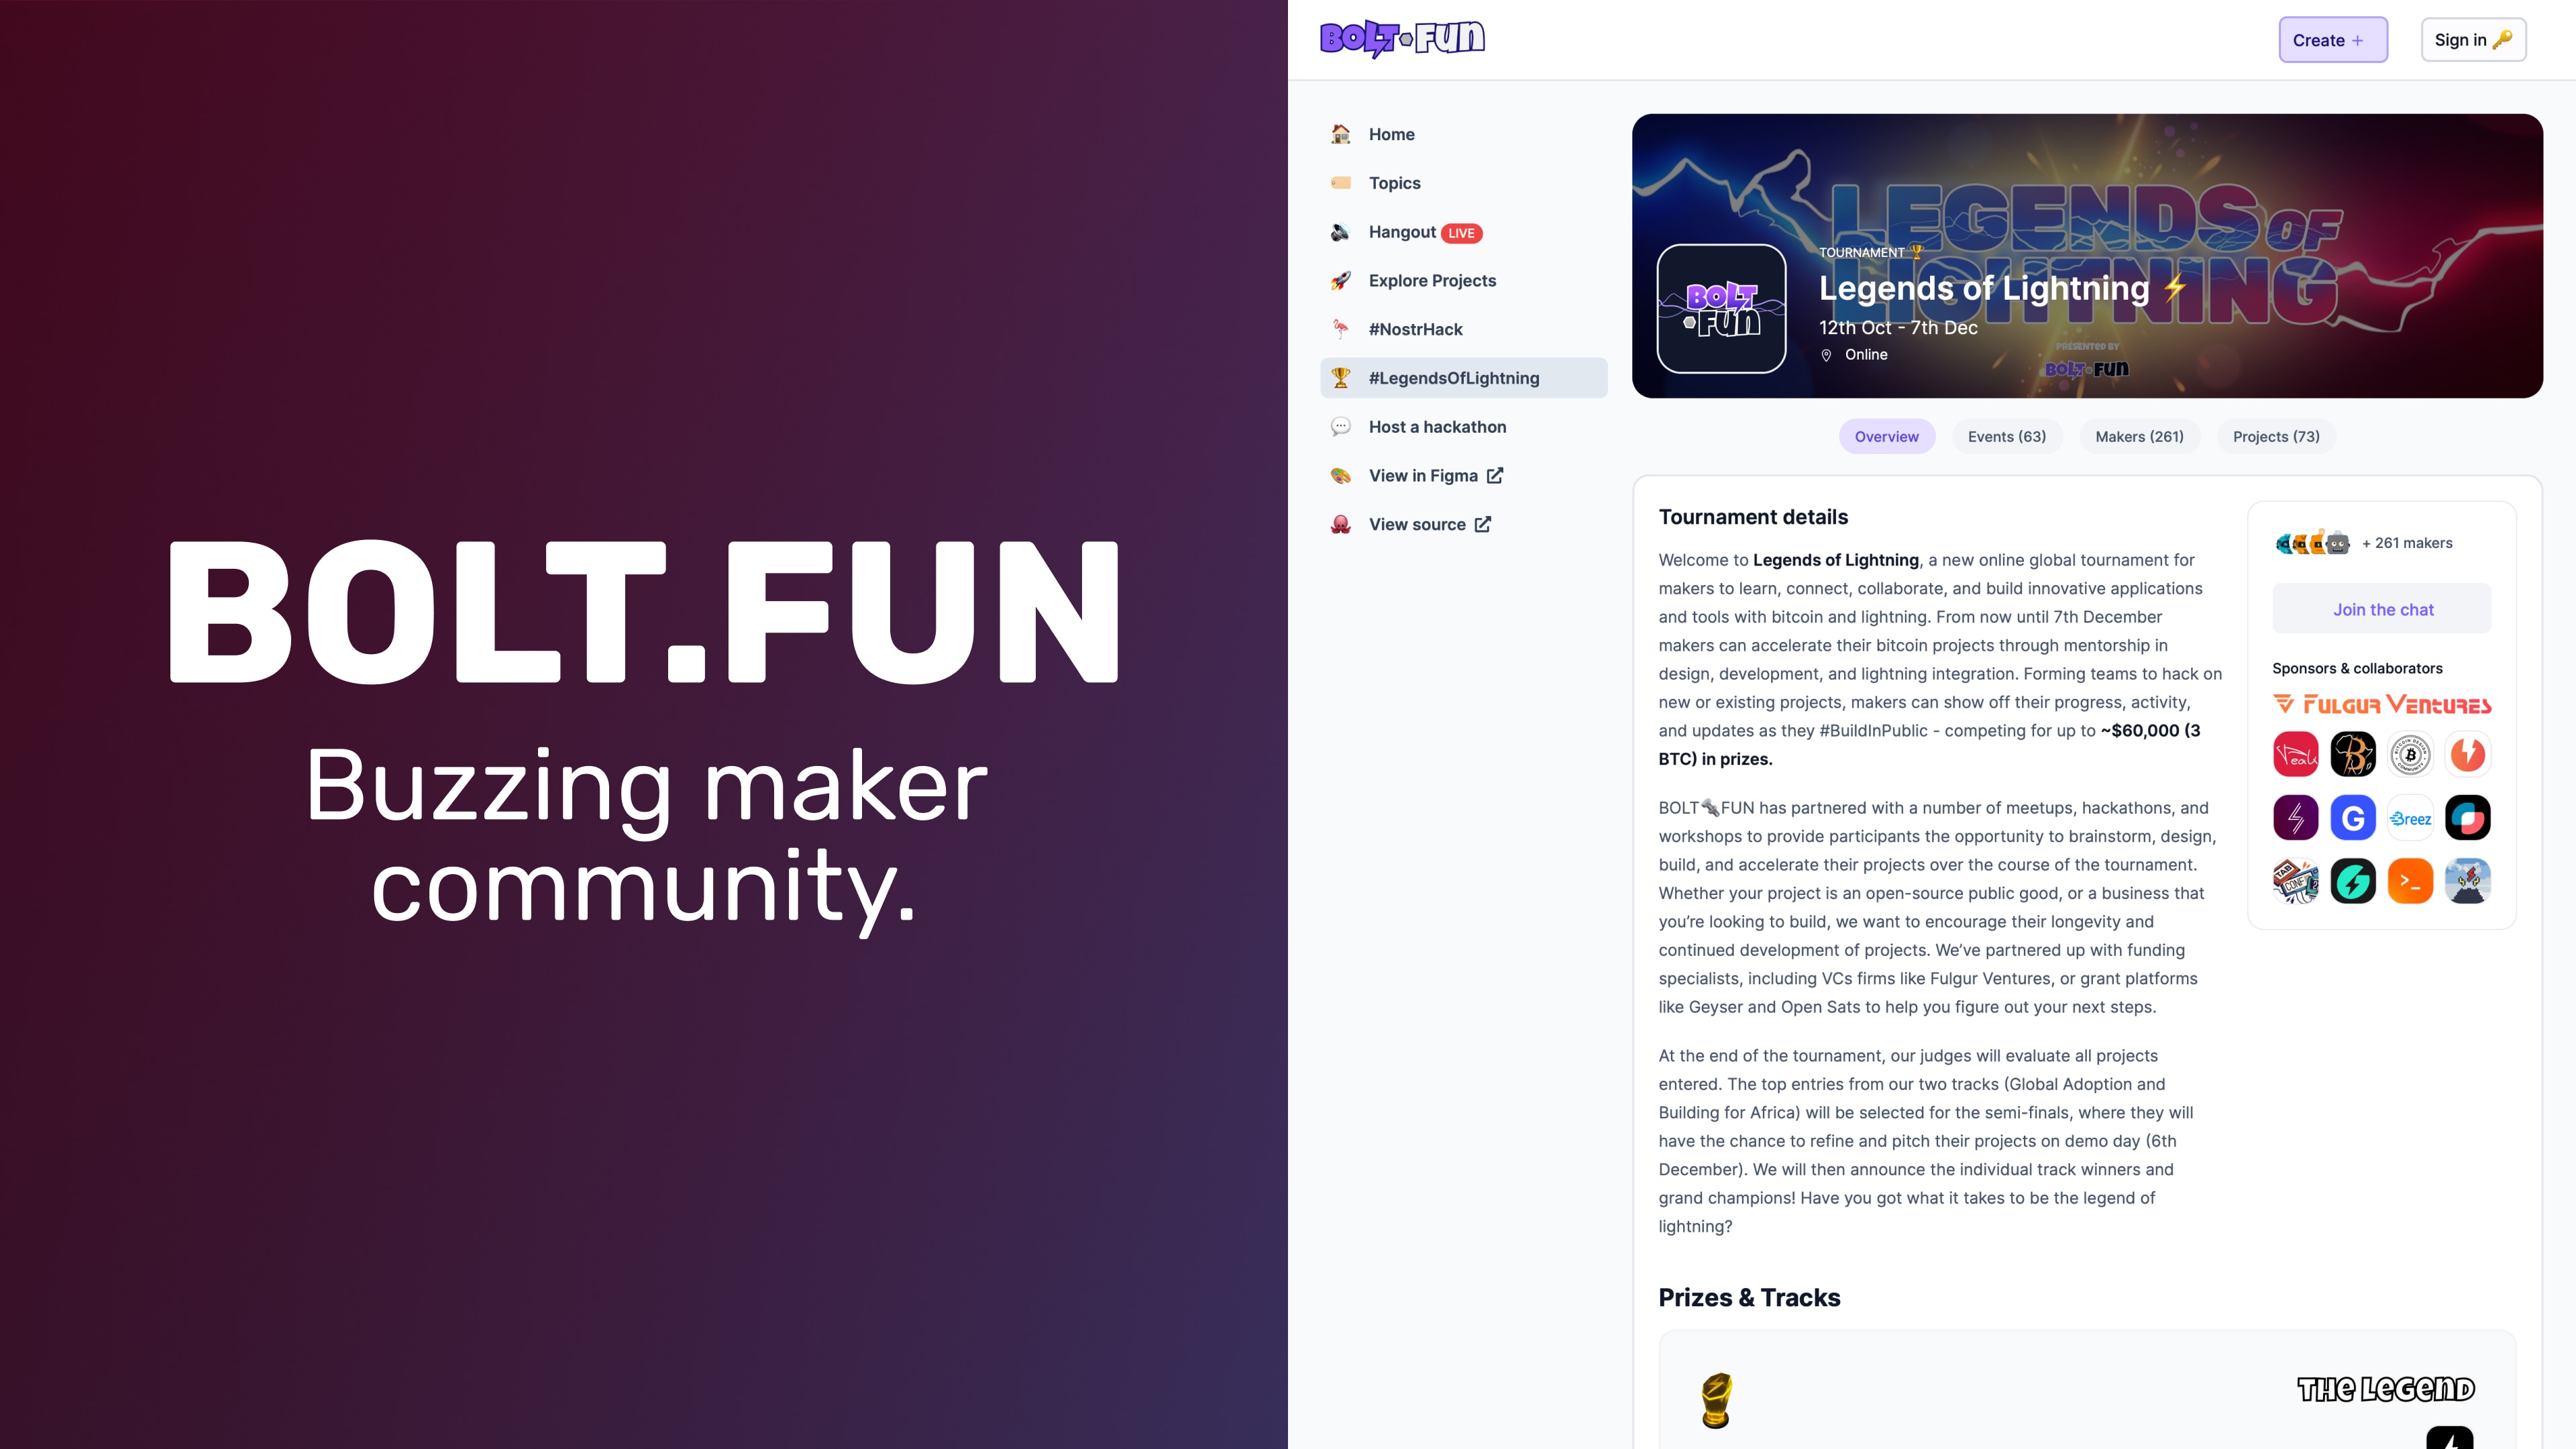 BOLT.FUN
Buzzing maker
community.
BOLT FUN
Create +
Sign in
Home
Topics
Hangout LIVE
Explore Projects
#NostrHack
#LegendsOfLightning
Host a hackathon
View in Figma
View source
LEGENDS OF
LIGHTNING
PRESENTED BY
BOLT FUN
BOLT
FUN
TOURNAMENT
Legends of Lightning
12th Oct - 7th Dec
Online
Overview
Events (63)
Makers (261)
Projects (73)
Tournament details
Welcome to Legends of Lightning, a new online global tournament for
makers to learn, connect, collaborate, and build innovative applications
and tools with bitcoin and lightning. From now until 7th December
makers can accelerate their bitcoin projects through mentorship in
design, development, and lightning integration. Forming teams to hack on
new or existing projects, makers can show off their progress, activity,
and updates as they #BuildInPublic - competing for up to ~$60,000 (3
BTC) in prizes.
BOLT🔩FUN has partnered with a number of meetups, hackathons, and
workshops to provide participants the opportunity to brainstorm, design,
build, and accelerate their projects over the course of the tournament.
Whether your project is an open-source public good, or a business that
you’re looking to build, we want to encourage their longevity and
continued development of projects. We’ve partnered up with funding
specialists, including VCs firms like Fulgur Ventures, or grant platforms
like Geyser and Open Sats to help you figure out your next steps.
At the end of the tournament, our judges will evaluate all projects
entered. The top entries from our two tracks (Global Adoption and
Building for Africa) will be selected for the semi-finals, where they will
have the chance to refine and pitch their projects on demo day (6th
December). We will then announce the individual track winners and
grand champions! Have you got what it takes to be the legend of
lightning?
+ 261 makers
Join the chat
Sponsors & collaborators
FULGUR VENTURES
Peak
G
Breez
TAB
CONF
>_
Prizes & Tracks
THE LEGEND